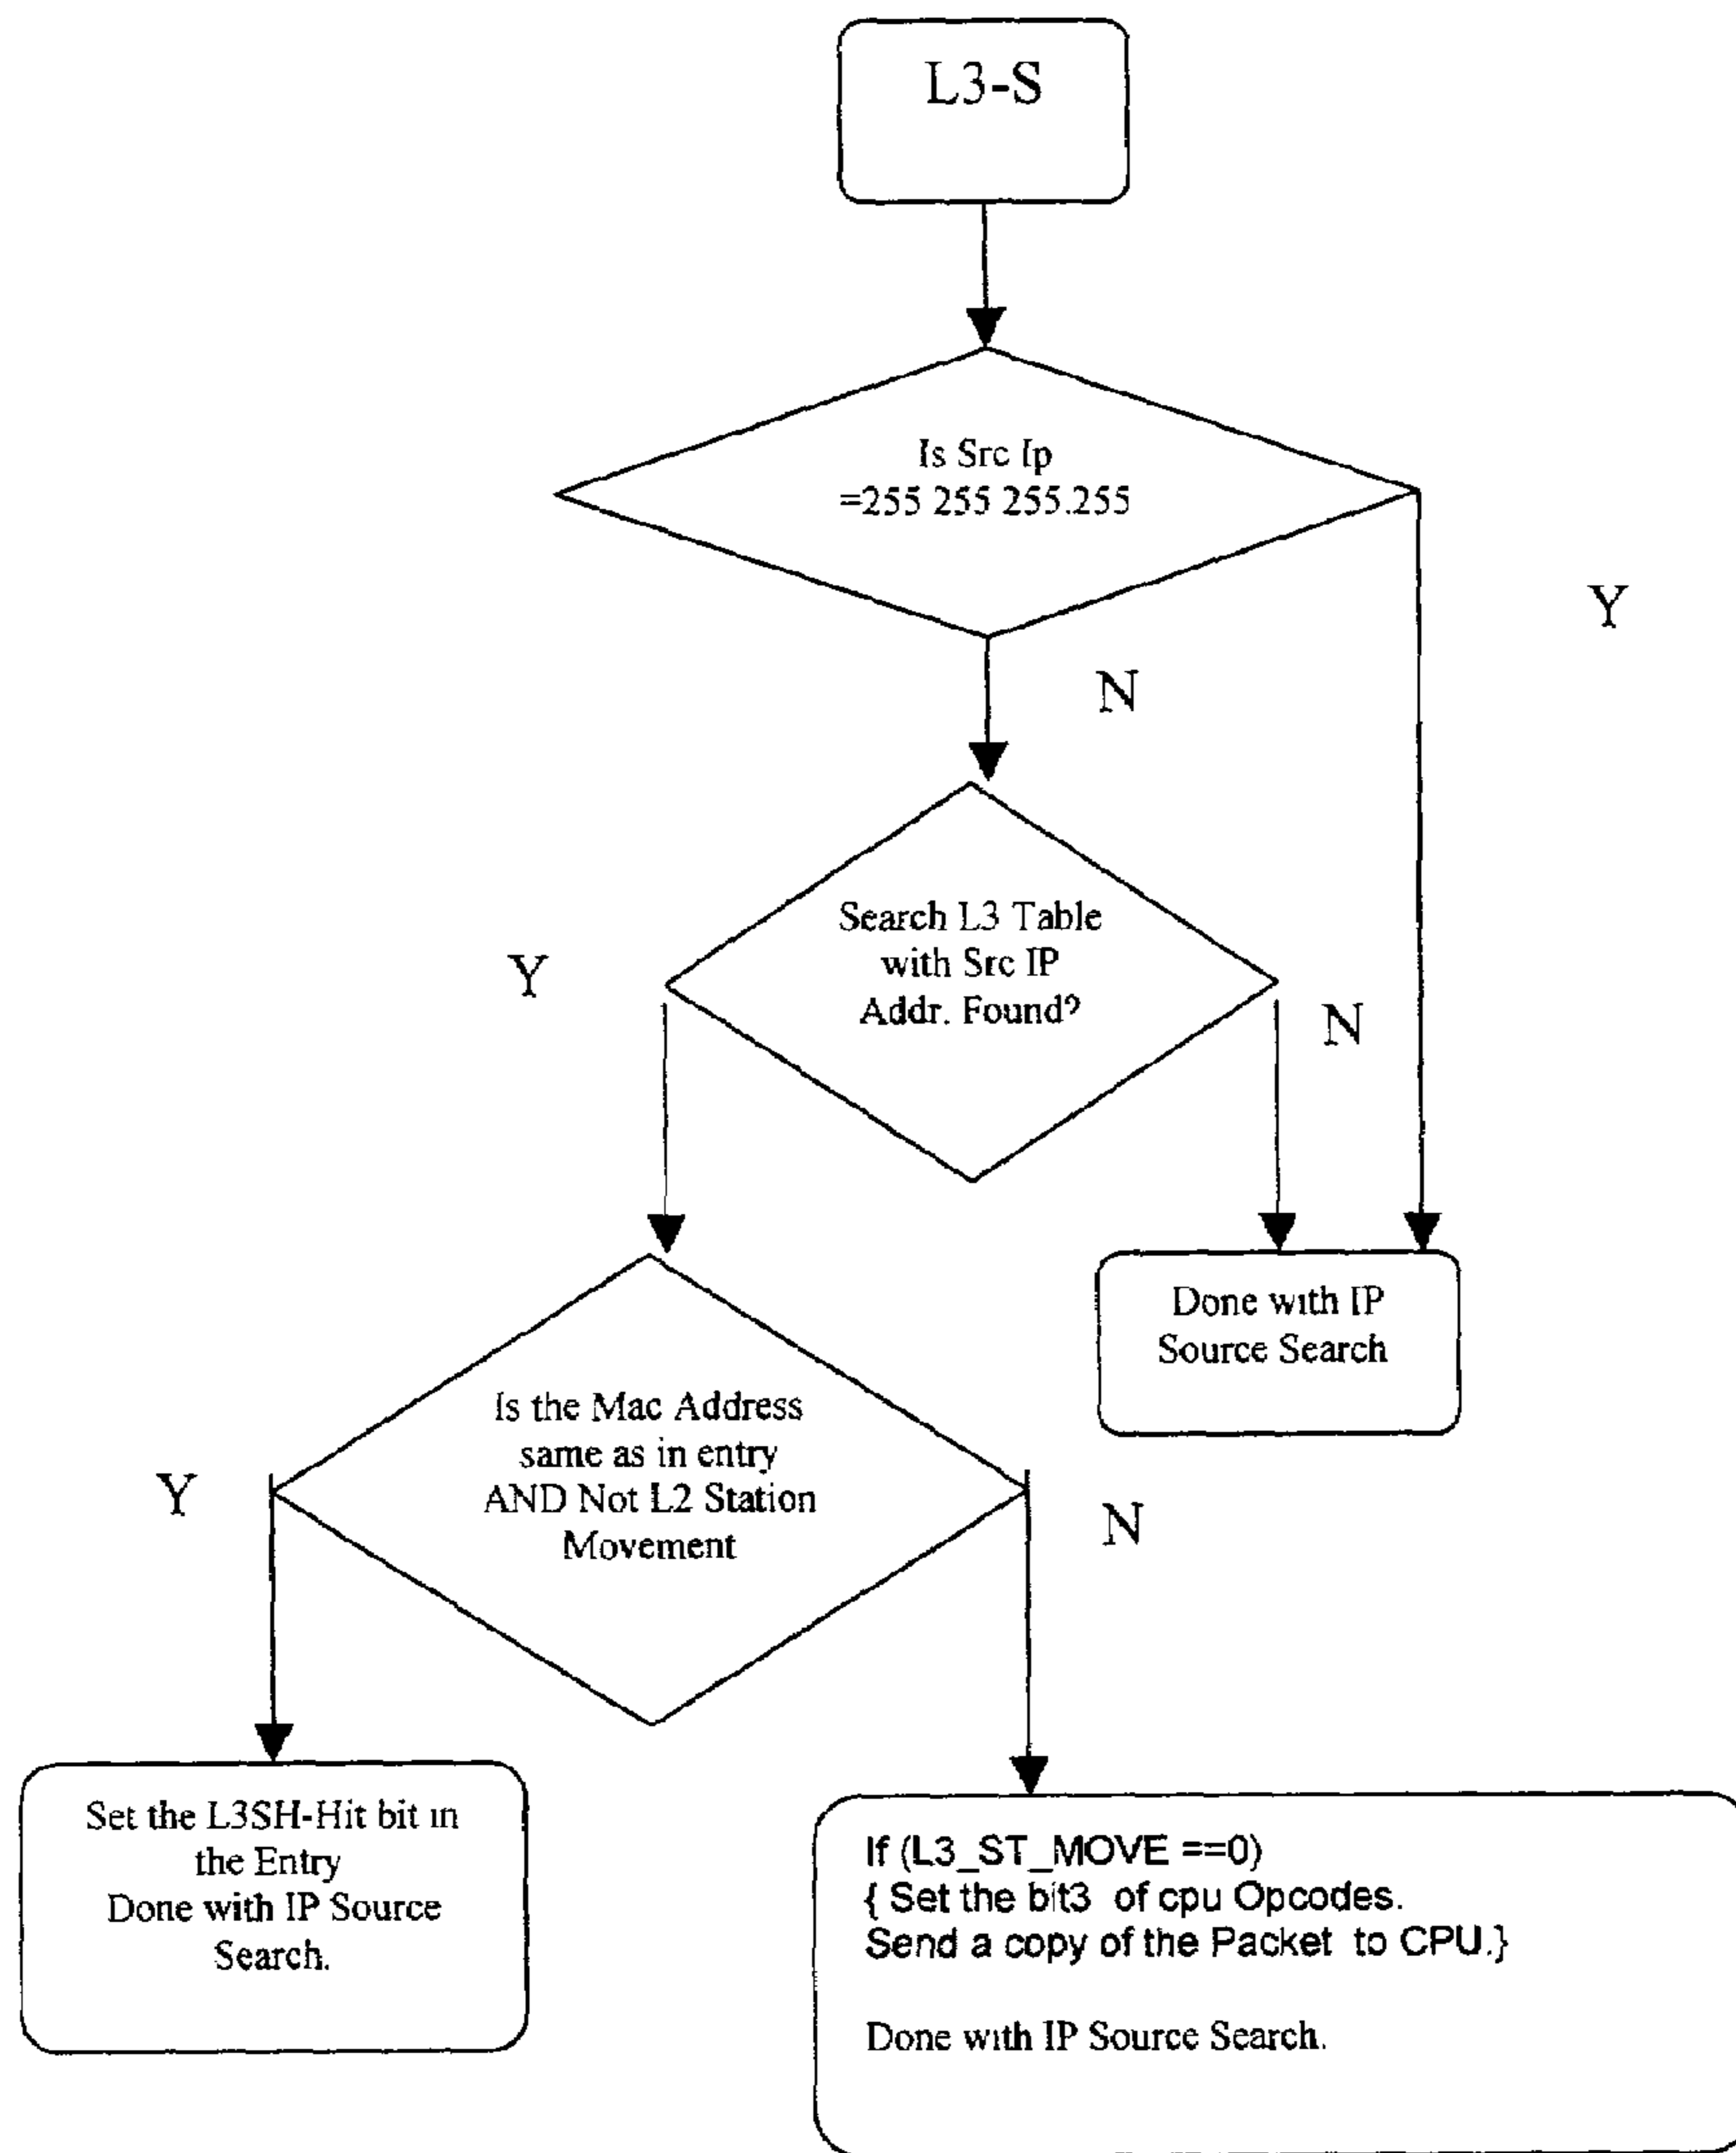 L3-S
Is Src Ip
=255 255 255.255
Y
N
Search L3 Table
with Src IP
Addr. Found?
Y
N
Done with IP
Source Search
Is the Mac Address
same as in entry
AND Not L2 Station
Movement
Y
N
Set the L3SH-Hit bit in
the Entry
Done with IP Source
Search.
If (L3_ST_MOVE ==0)
{ Set the bit3 of cpu Opcodes.
Send a copy of the Packet to CPU.}
Done with IP Source Search.